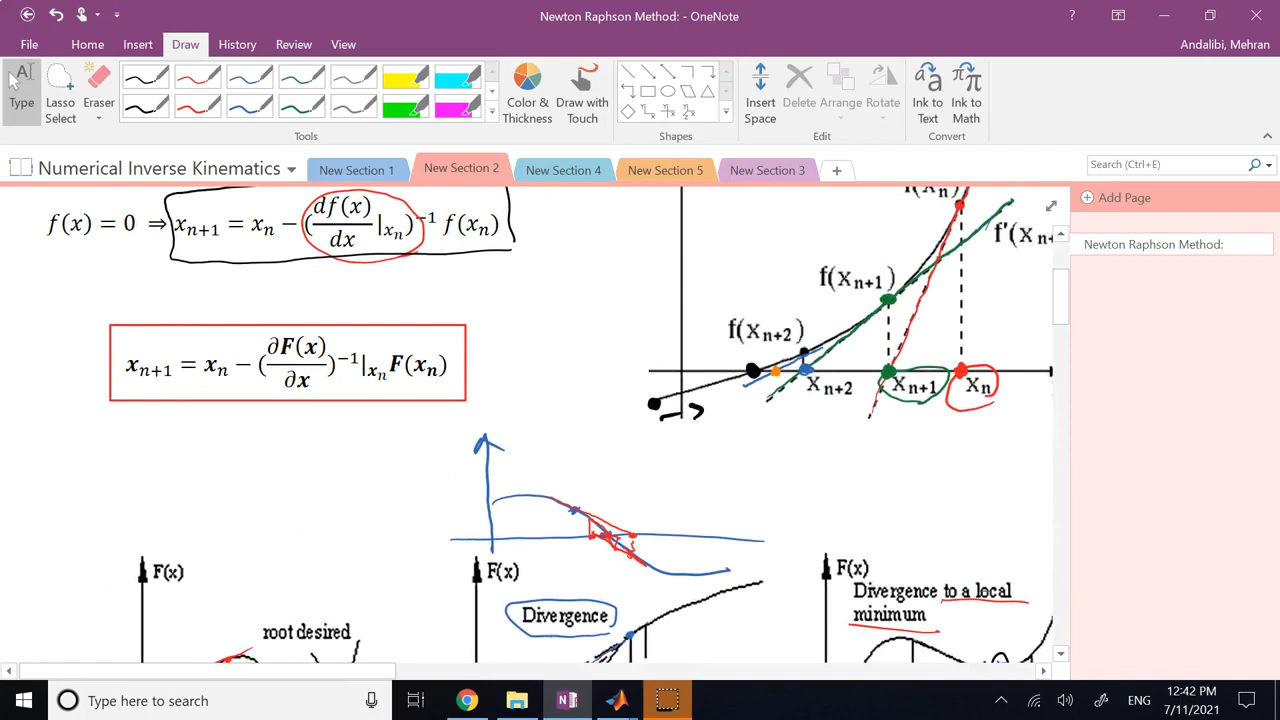 Newton Raphson Method: - OneNote
?
Andalibi, Mehran
File Home Insert Draw History Review View
Type
Lasso Select
Eraser
Color & Thickness
Draw with Touch
Insert Space
Delete
Arrange
Rotate
Ink to Text
Ink to Math
Tools
Shapes
Edit
Convert
Numerical Inverse Kinematics
New Section 1
New Section 2
New Section 4
New Section 5
New Section 3
Search (Ctrl+E)
Add Page
Newton Raphson Method:
f(x) = 0 ⇒ x_{n+1} = x_n − (df(x)/dx |_{x_n})^{-1} f(x_n)
x_{n+1} = x_n − (∂F(x)/∂x)^{-1}|_{x_n} F(x_n)
f(x_n)
f'(x_n+
f(x_{n+1})
f(x_{n+2})
x_{n+2}
x_{n+1}
x_n
F(x)
root desired
F(x)
Divergence
F(x)
Divergence to a local
minimum
Type here to search
ENG
12:42 PM
7/11/2021